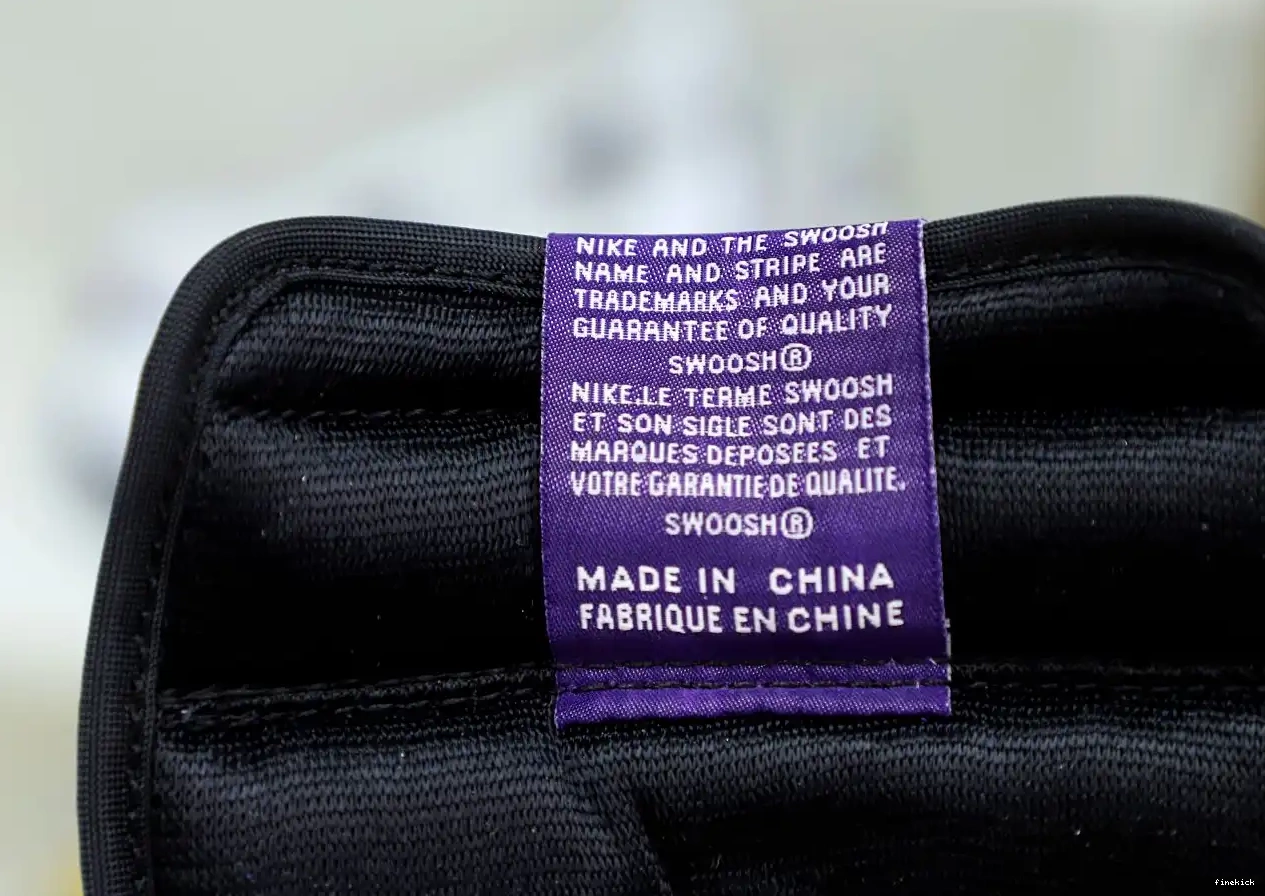 NIKE AND THE SWOOSH
NAME AND STRIPE ARE
TRADEMARKS AND YOUR
GUARANTEE OF QUALITY
SWOOSH®
NIKE.LE TERME SWOOSH
ET SON SIGLE SONT DES
MARQUES DEPOSEES ET
VOTRE GARANTIE DE QUALITE.
SWOOSH®
MADE IN CHINA
FABRIQUE EN CHINE
finekick